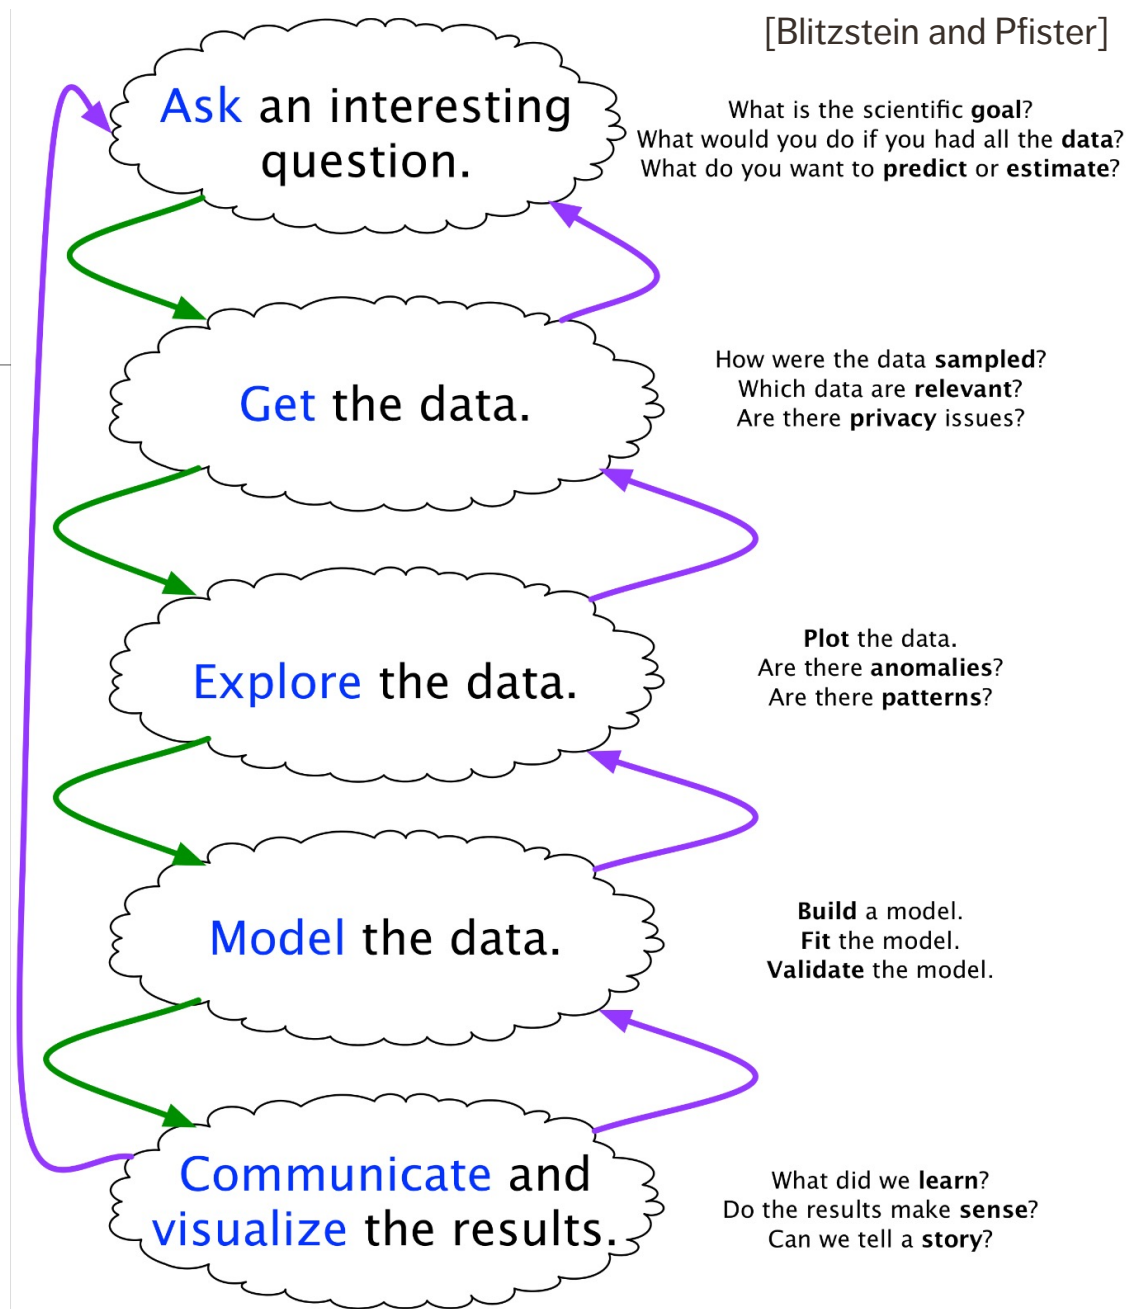 [Blitzstein and Pfister]
Ask an interesting
question.
What is the scientific goal?
What would you do if you had all the data?
What do you want to predict or estimate?
Get the data.
How were the data sampled?
Which data are relevant?
Are there privacy issues?
Explore the data.
Plot the data.
Are there anomalies?
Are there patterns?
Model the data.
Build a model.
Fit the model.
Validate the model.
Communicate and
visualize the results.
What did we learn?
Do the results make sense?
Can we tell a story?